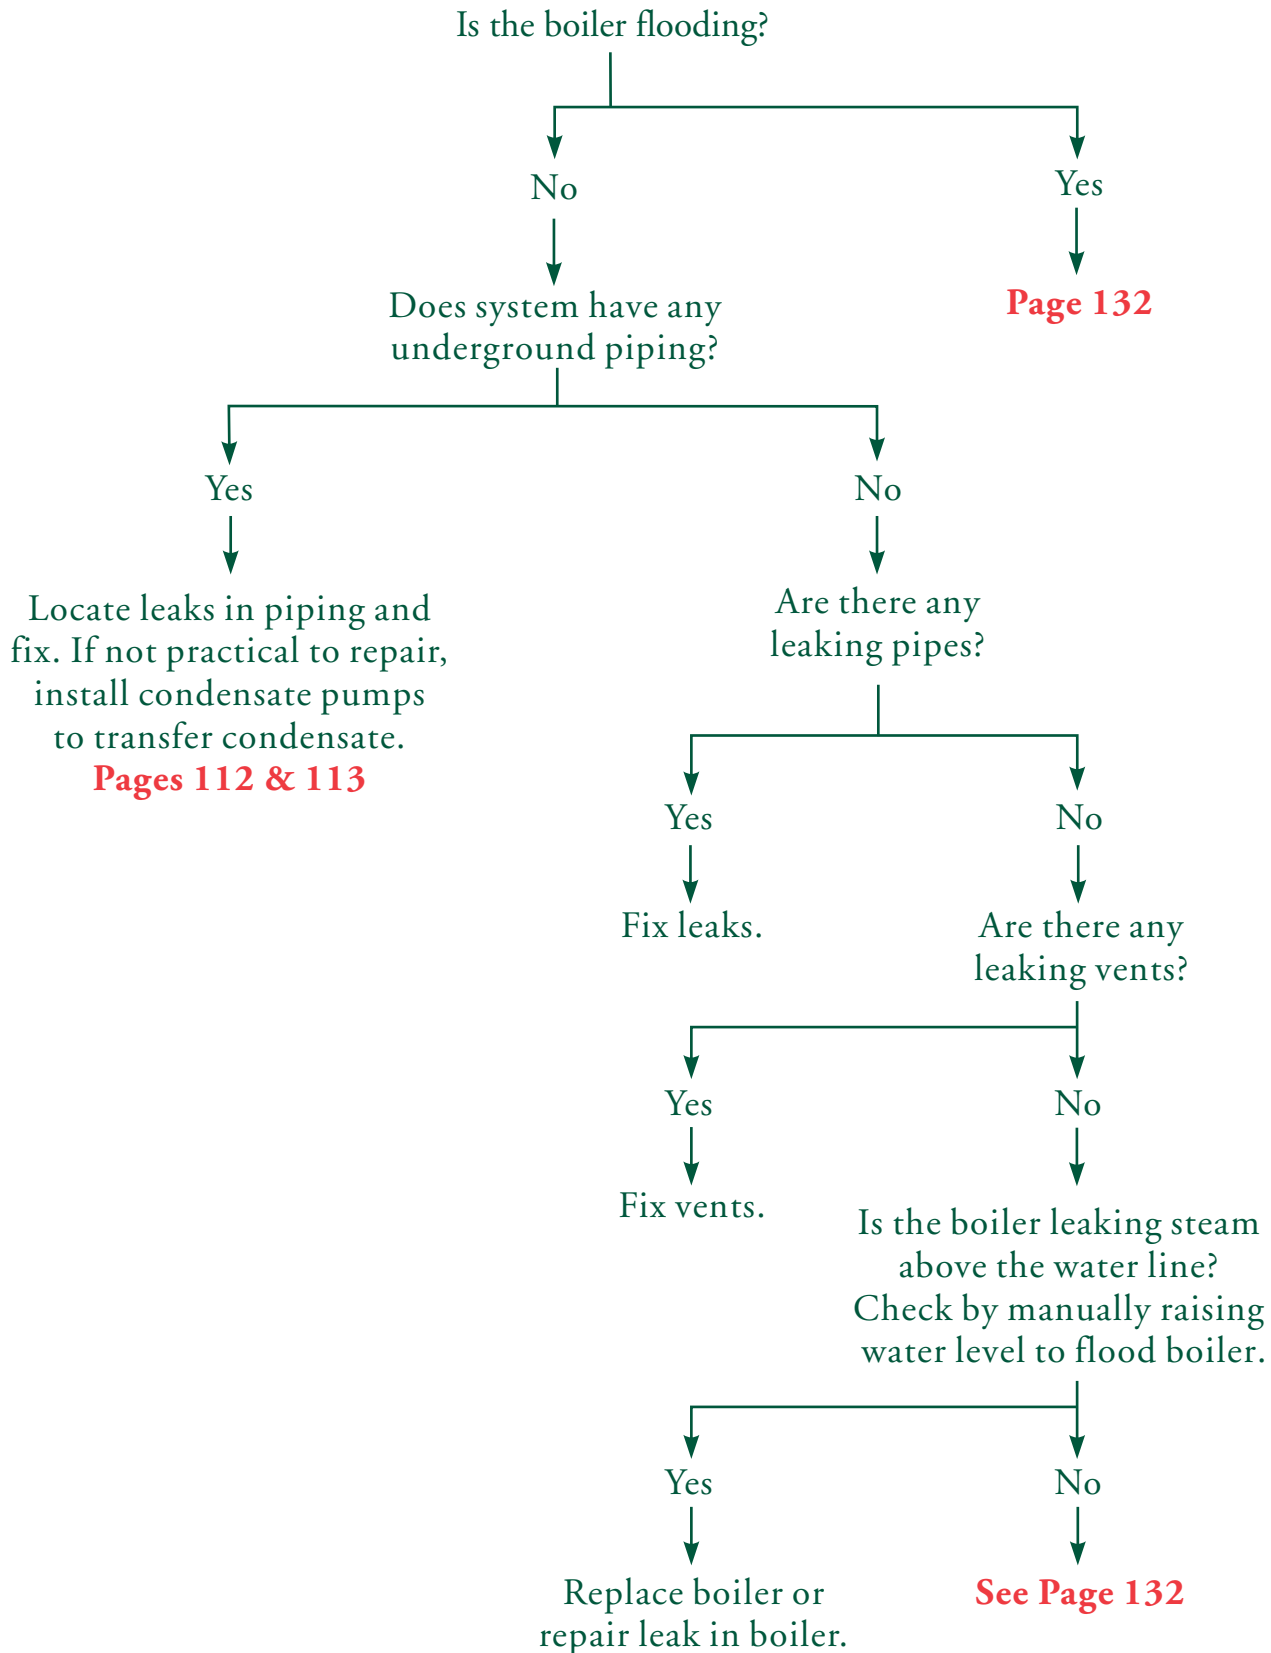 Is the boiler flooding?
No
Yes
Does system have any
underground piping?
Page 132
Yes
No
Locate leaks in piping and
fix. If not practical to repair,
install condensate pumps
to transfer condensate.
Pages 112 & 113
Are there any
leaking pipes?
Yes
No
Fix leaks.
Are there any
leaking vents?
Yes
No
Fix vents.
Is the boiler leaking steam
above the water line?
Check by manually raising
water level to flood boiler.
Yes
No
Replace boiler or
repair leak in boiler.
See Page 132